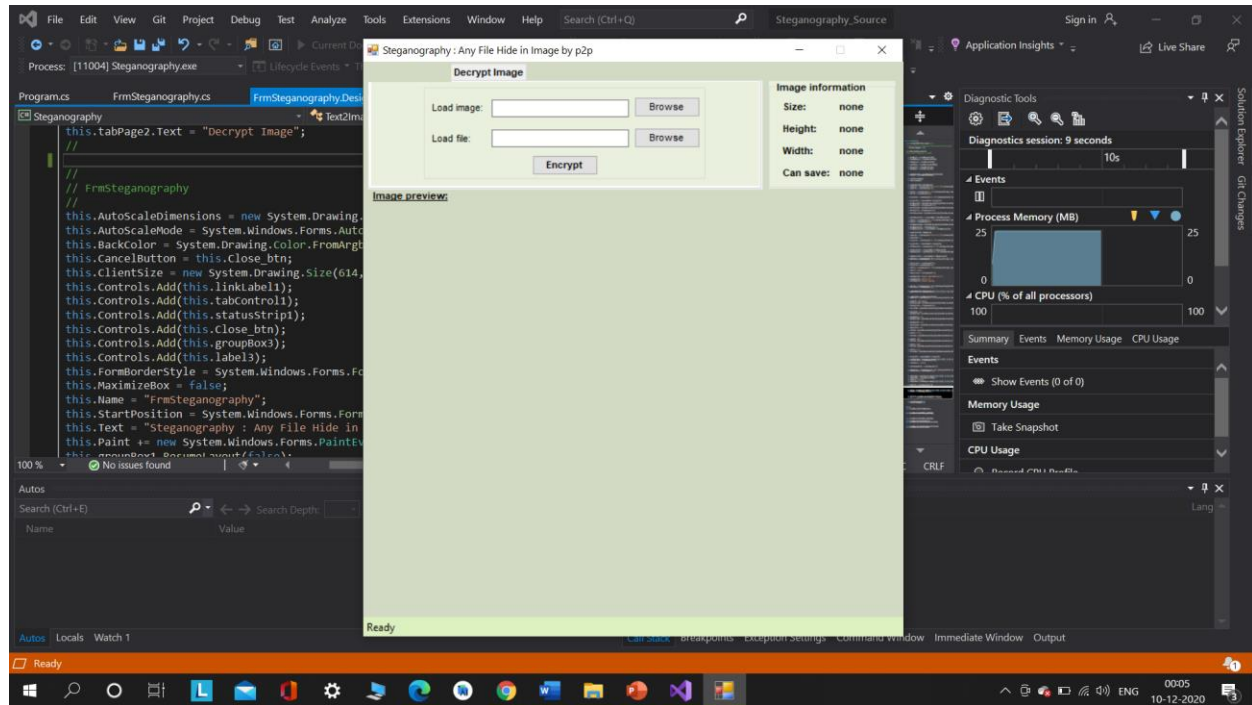 File Edit View Git Project Debug Test Analyze Tools Extensions Window Help Search (Ctrl+Q) Steganography_Source Sign in
Current Do
Application Insights
Live Share
Process: [11004] Steganography.exe Lifecycle Events
Program.cs FrmSteganography.cs FrmSteganography.Desi
Steganography Text2Ima
this.tabPage2.Text = "Decrypt Image";
//
//
// FrmSteganography
//
this.AutoScaleDimensions = new System.Drawing.
this.AutoScaleMode = System.Windows.Forms.Auto
this.BackColor = System.Drawing.Color.FromArgb
this.CancelButton = this.Close_btn;
this.ClientSize = new System.Drawing.Size(614,
this.Controls.Add(this.linkLabel1);
this.Controls.Add(this.tabControl1);
this.Controls.Add(this.statusStrip1);
this.Controls.Add(this.Close_btn);
this.Controls.Add(this.groupBox3);
this.Controls.Add(this.label3);
this.FormBorderStyle = System.Windows.Forms.Fo
this.MaximizeBox = false;
this.Name = "FrmSteganography";
this.StartPosition = System.Windows.Forms.Form
this.Text = "Steganography : Any File Hide in
this.Paint += new System.Windows.Forms.PaintEv
100 % No issues found
CRLF
Steganography : Any File Hide in Image by p2p
Decrypt Image
Load image: Browse
Load file: Browse
Encrypt
Image information
Size: none
Height: none
Width: none
Can save: none
Image preview:
Ready
Diagnostic Tools
Diagnostics session: 9 seconds
10s
Events
Process Memory (MB)
25 25
0 0
CPU (% of all processors)
100 100
Summary Events Memory Usage CPU Usage
Events
Show Events (0 of 0)
Memory Usage
Take Snapshot
CPU Usage
Record CPU Profile
Solution Explorer
Git Changes
Autos
Search (Ctrl+E) Search Depth: Lang
Name Value
Autos Locals Watch 1
Call Stack Breakpoints Exception Settings Command Window Immediate Window Output
Ready
ENG
00:05
10-12-2020